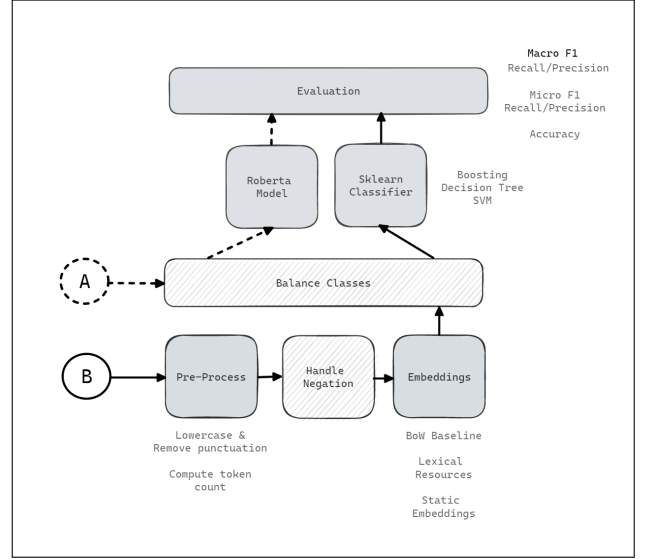 Macro F1
Recall/Precision
Micro F1
Recall/Precision
Accuracy
Evaluation
Roberta
Model
Sklearn
Classifier
Boosting
Decision Tree
SVM
A
Balance Classes
B
Pre-Process
Handle
Negation
Embeddings
Lowercase &
Remove punctuation
Compute token
count
BoW Baseline
Lexical
Resources
Static
Embeddings